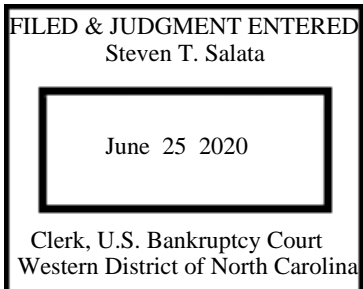 FILED & JUDGMENT ENTERED
Steven T. Salata
June 25 2020
Clerk, U.S. Bankruptcy Court
Western District of North Carolina